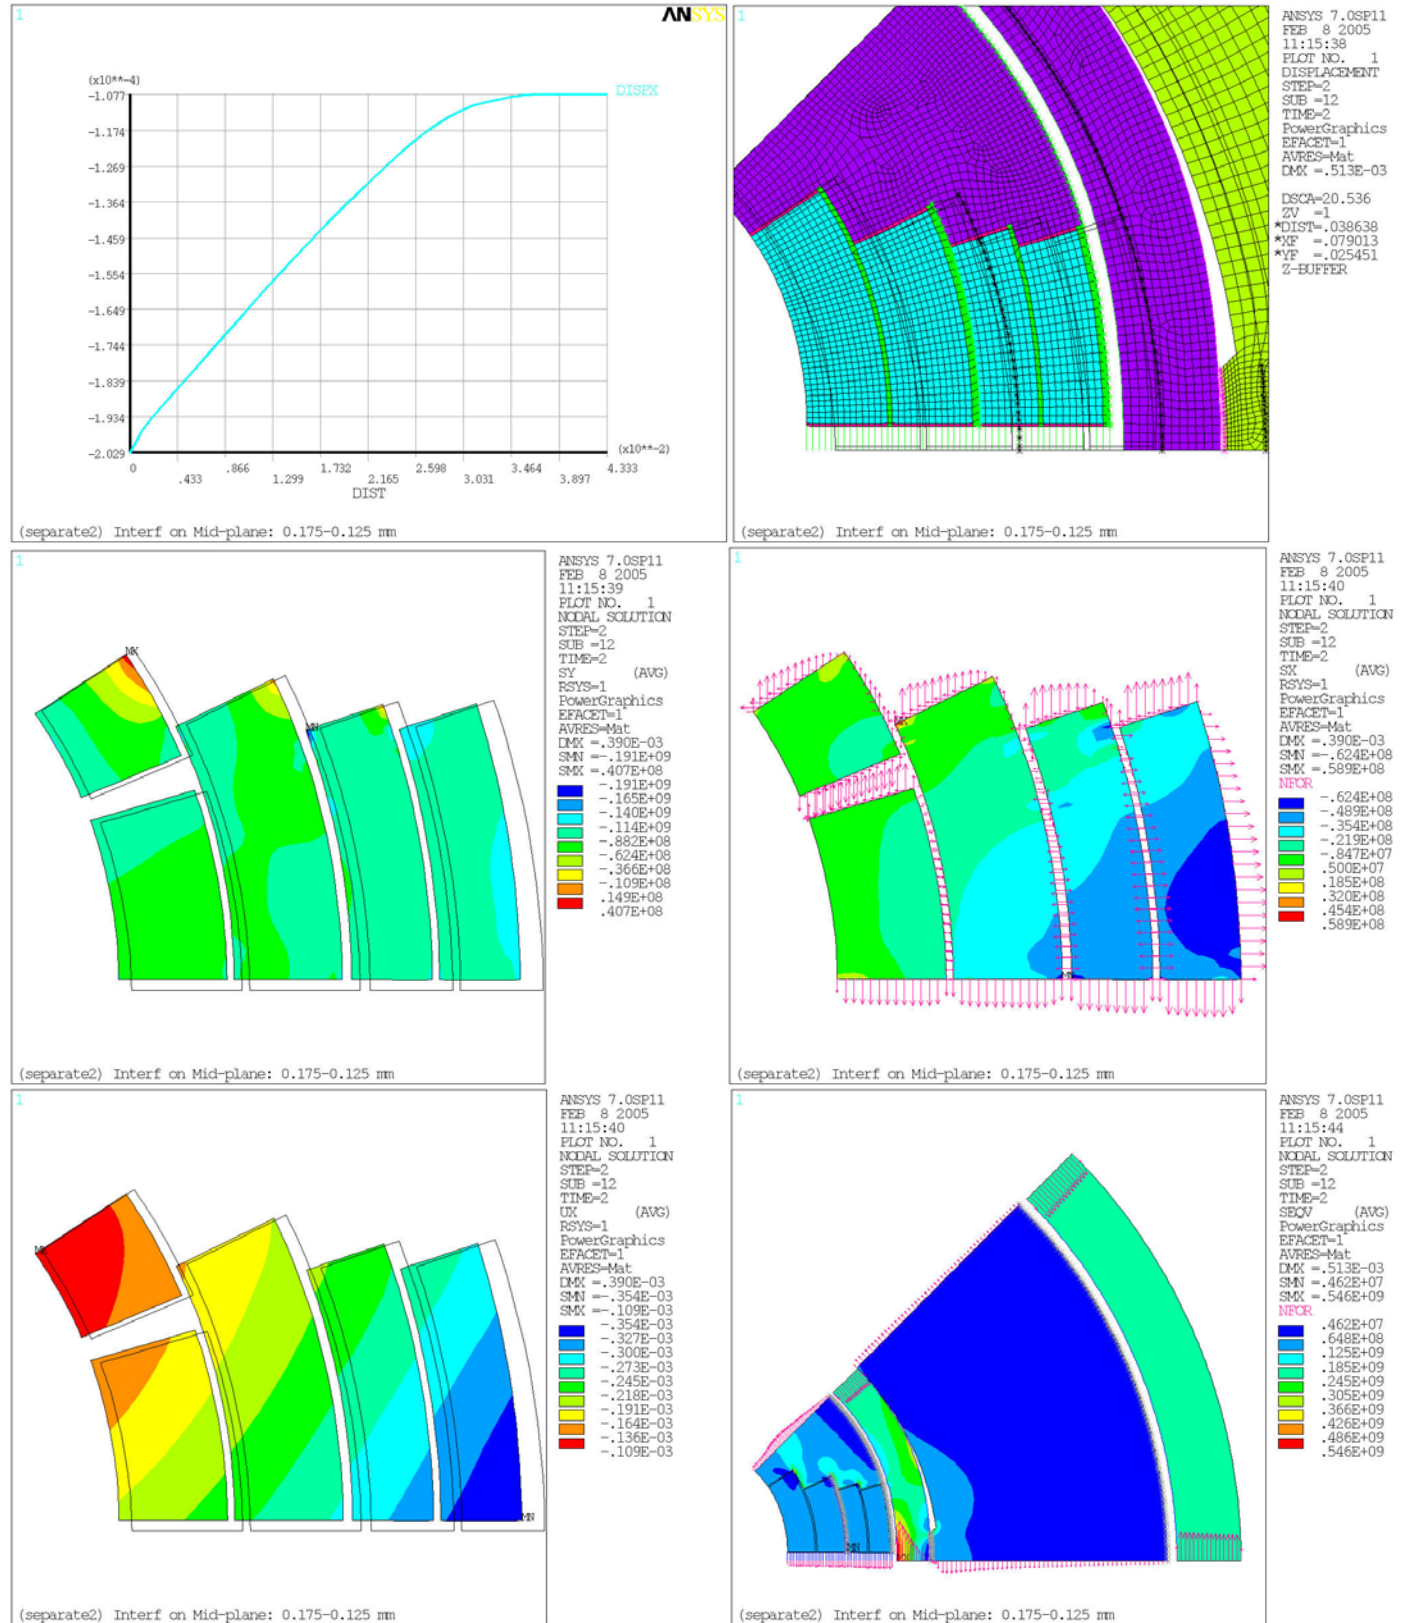 1
ANSYS
(x10**-4)
DISPX
-1.077
-1.174
-1.269
-1.364
-1.459
-1.554
-1.649
-1.744
-1.839
-1.934
-2.029
(x10**-2)
0 .866 1.732 2.598 3.464 4.333
.433 1.299 2.165 3.031 3.897
DIST
(separate2) Interf on Mid-plane: 0.175-0.125 mm
1
ANSYS 7.0SP11
FEB 8 2005
11:15:38
PLOT NO. 1
DISPLACEMENT
STEP=2
SUB =12
TIME=2
PowerGraphics
EFACET=1
AVRES=Mat
DMX =.513E-03
DSCA=20.536
ZV =1
*DIST=.038638
*XF =.079013
*YF =.025451
Z-BUFFER
(separate2) Interf on Mid-plane: 0.175-0.125 mm
1
MX
MN
ANSYS 7.0SP11
FEB 8 2005
11:15:39
PLOT NO. 1
NODAL SOLUTION
STEP=2
SUB =12
TIME=2
SY (AVG)
RSYS=1
PowerGraphics
EFACET=1
AVRES=Mat
DMX =.390E-03
SMN =-.191E+09
SMX =.407E+08
-.191E+09
-.165E+09
-.140E+09
-.114E+09
-.882E+08
-.624E+08
-.366E+08
-.109E+08
.149E+08
.407E+08
(separate2) Interf on Mid-plane: 0.175-0.125 mm
1
ANSYS 7.0SP11
FEB 8 2005
11:15:40
PLOT NO. 1
NODAL SOLUTION
STEP=2
SUB =12
TIME=2
SX (AVG)
RSYS=1
PowerGraphics
EFACET=1
AVRES=Mat
DMX =.390E-03
SMN =-.624E+08
SMX =.589E+08
NFOR
-.624E+08
-.489E+08
-.354E+08
-.219E+08
-.847E+07
.500E+07
.185E+08
.320E+08
.454E+08
.589E+08
(separate2) Interf on Mid-plane: 0.175-0.125 mm
1
MN
ANSYS 7.0SP11
FEB 8 2005
11:15:40
PLOT NO. 1
NODAL SOLUTION
STEP=2
SUB =12
TIME=2
UX (AVG)
RSYS=1
PowerGraphics
EFACET=1
AVRES=Mat
DMX =.390E-03
SMN =-.354E-03
SMX =-.109E-03
-.354E-03
-.327E-03
-.300E-03
-.273E-03
-.245E-03
-.218E-03
-.191E-03
-.164E-03
-.136E-03
-.109E-03
(separate2) Interf on Mid-plane: 0.175-0.125 mm
1
ANSYS 7.0SP11
FEB 8 2005
11:15:44
PLOT NO. 1
NODAL SOLUTION
STEP=2
SUB =12
TIME=2
SEQV (AVG)
PowerGraphics
EFACET=1
AVRES=Mat
DMX =.513E-03
SMN =.462E+07
SMX =.546E+09
NFOR
.462E+07
.648E+08
.125E+09
.185E+09
.245E+09
.305E+09
.366E+09
.426E+09
.486E+09
.546E+09
(separate2) Interf on Mid-plane: 0.175-0.125 mm